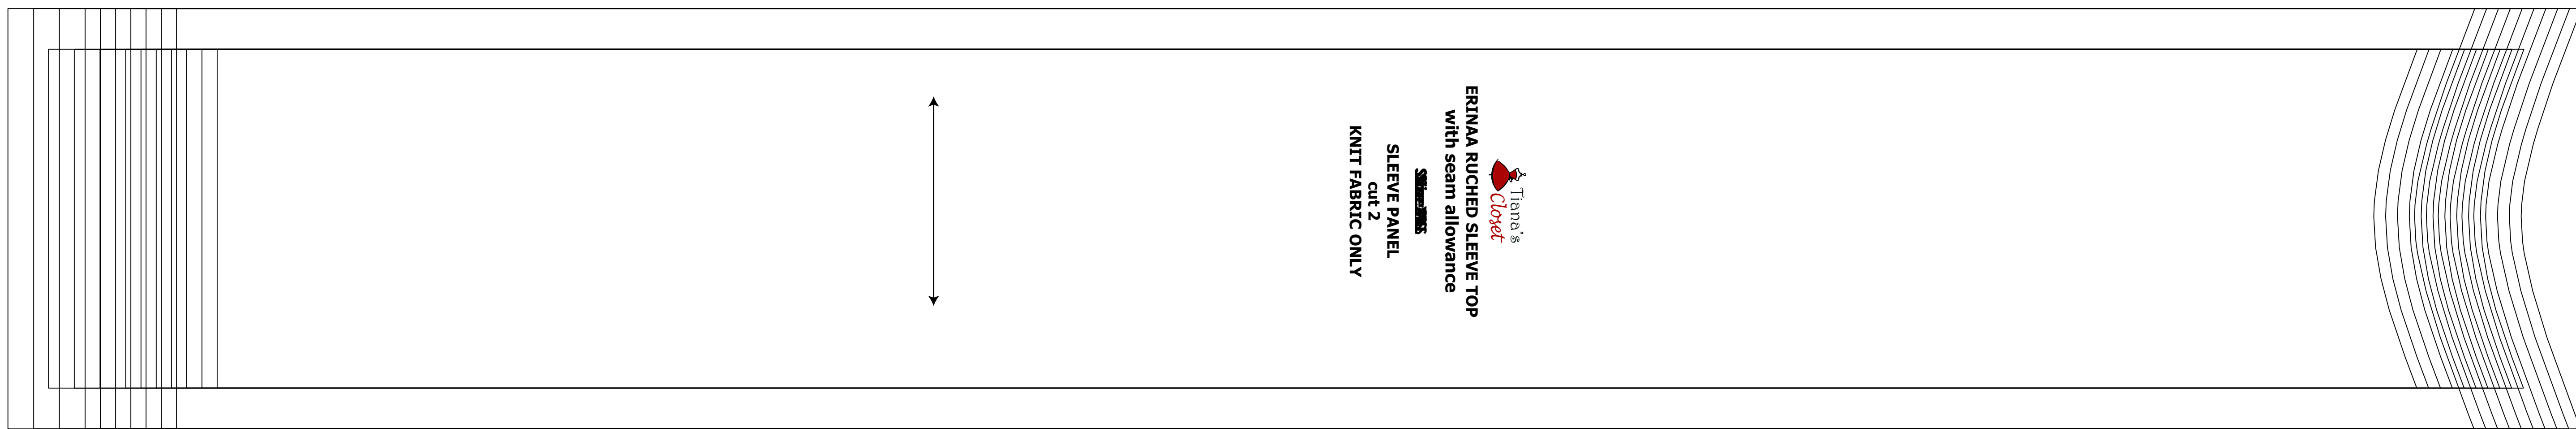 Tiana's
Closet
ERINAA RUCHED SLEEVE TOP
with seam allowance
SLEEVE PANEL
cut 2
KNIT FABRIC ONLY